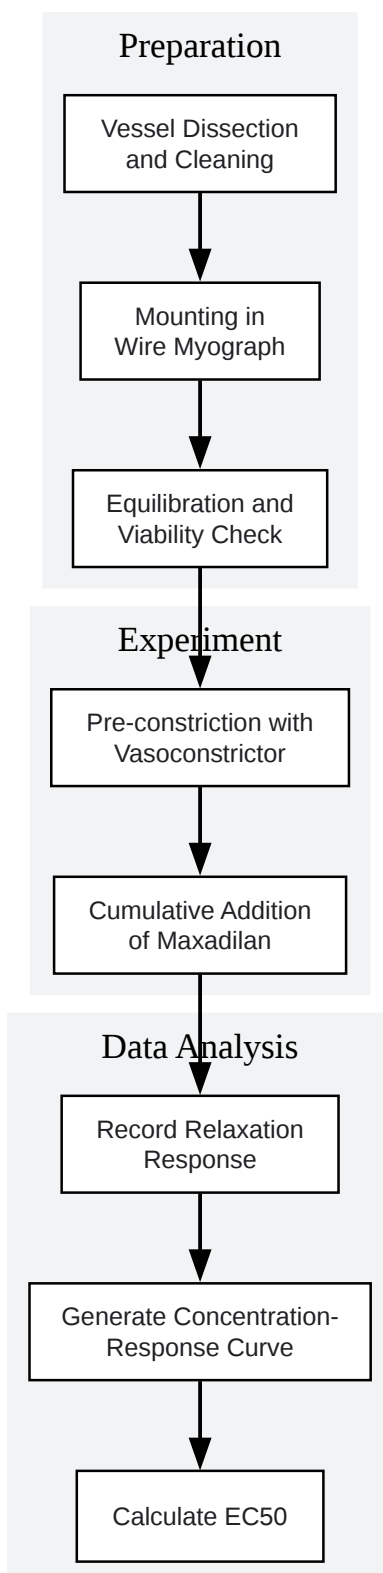 Preparation
Vessel Dissection
and Cleaning
Mounting in
Wire Myograph
Equilibration and
Viability Check
Experiment
Pre-constriction with
Vasoconstrictor
Cumulative Addition
of Maxadilan
Data Analysis
Record Relaxation
Response
Generate Concentration-
Response Curve
Calculate EC50